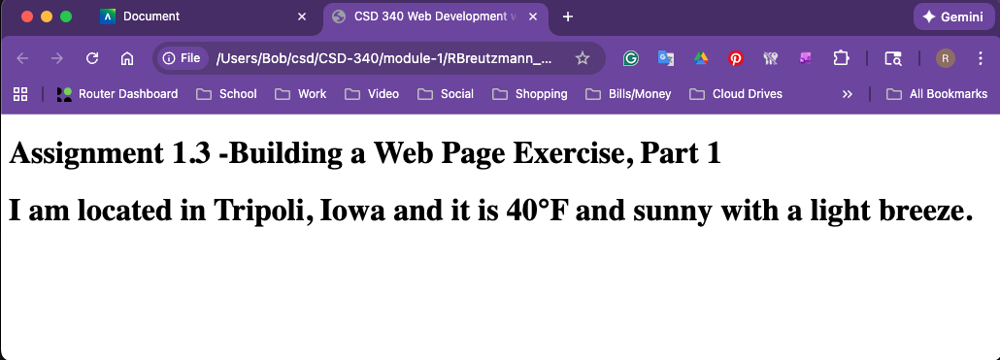 Document
CSD 340 Web Development w
Gemini
File /Users/Bob/csd/CSD-340/module-1/RBreutzmann_...
R
Router Dashboard School Work Video Social Shopping Bills/Money Cloud Drives » All Bookmarks
Assignment 1.3 -Building a Web Page Exercise, Part 1
I am located in Tripoli, Iowa and it is 40°F and sunny with a light breeze.